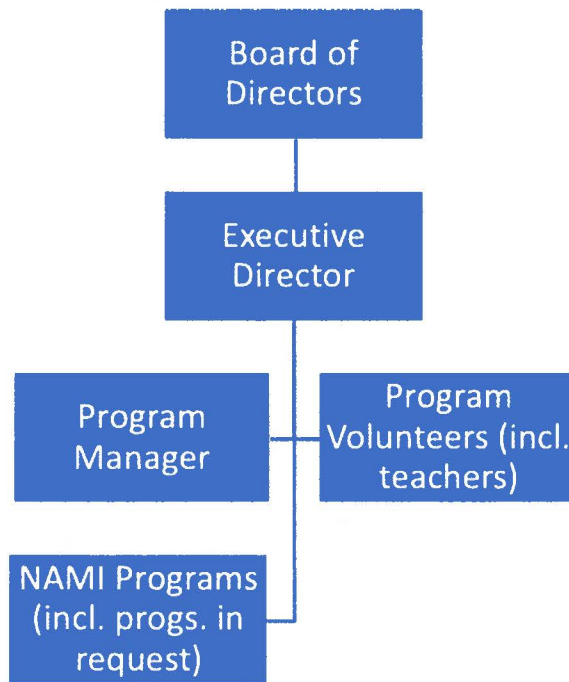 Board of
Directors
Executive
Director
Program
Manager
Program
Volunteers (incl.
teachers)
NAMI Programs
(incl. progs. in
request)